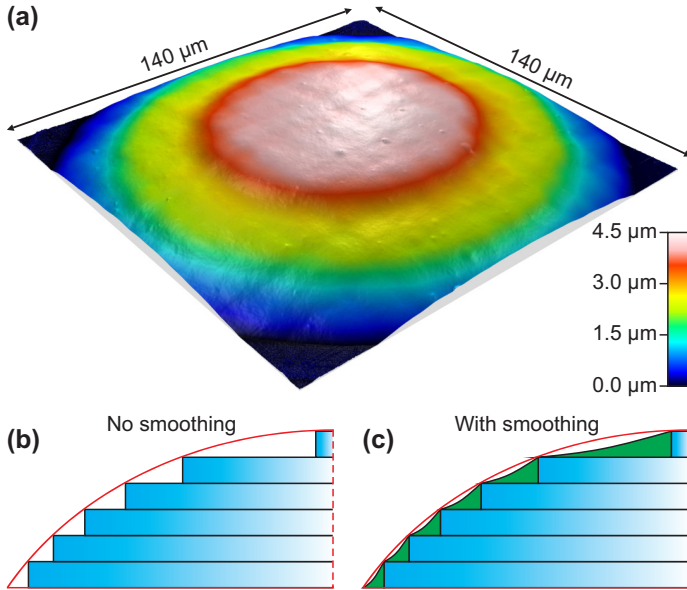 (a)
140 μm
140 μm
4.5 μm
3.0 μm
1.5 μm
0.0 μm
(b)
No smoothing
(c)
With smoothing